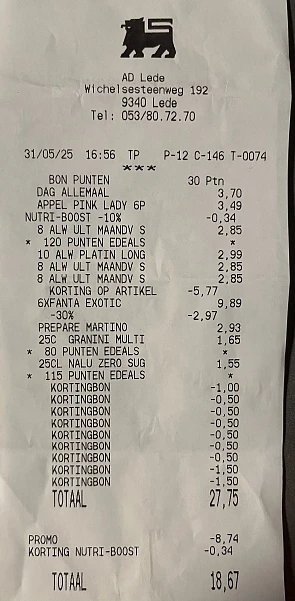 AD Lede
Wichelsesteenweg 192
9340 Lede
Tel: 053/80.72.70
31/05/25 16:56 TP P-12 C-146 T-0074
***
BON PUNTEN 30 Ptn
DAG ALLEMAAL 3,70
APPEL PINK LADY 6P 3,49
NUTRI-BOOST -10% -0,34
8 ALW ULT MAANDV S 2,85
* 120 PUNTEN EDEALS *
10 ALW PLATIN LONG 2,99
8 ALW ULT MAANDV S 2,85
8 ALW ULT MAANDV S 2,85
KORTING OP ARTIKEL -5,77
6XFANTA EXOTIC 9,89
-30% -2,97
PREPARE MARTINO 2,93
25C GRANINI MULTI 1,65
* 80 PUNTEN EDEALS *
25CL NALU ZERO SUG 1,55
* 115 PUNTEN EDEALS *
KORTINGBON -1,00
KORTINGBON -0,50
KORTINGBON -0,50
KORTINGBON -0,50
KORTINGBON -0,50
KORTINGBON -0,50
KORTINGBON -0,50
KORTINGBON -1,50
KORTINGBON -1,50
TOTAAL 27,75
PROMO -8,74
KORTING NUTRI-BOOST -0,34
TOTAAL 18,67